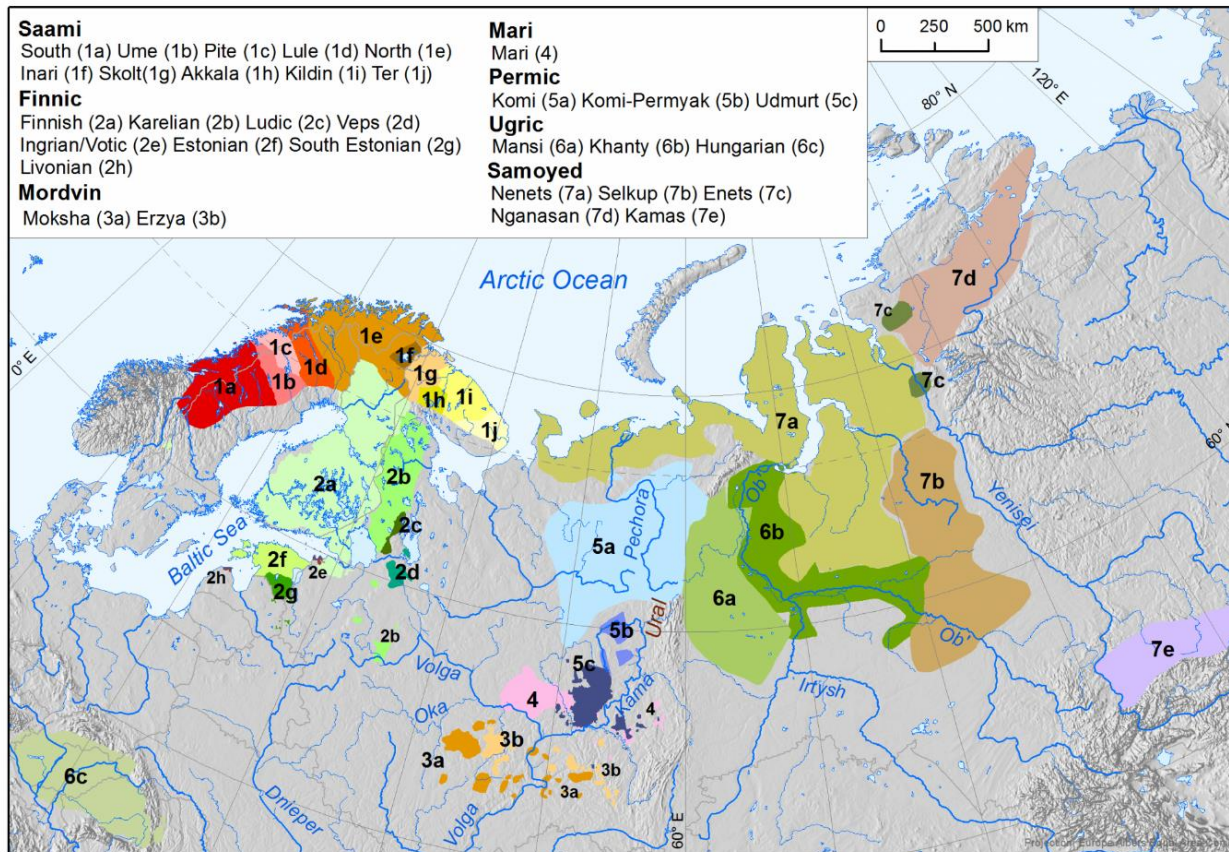 Saami
South (1a) Ume (1b) Pite (1c) Lule (1d) North (1e)
Inari (1f) Skolt(1g) Akkala (1h) Kildin (1i) Ter (1j)
Finnic
Finnish (2a) Karelian (2b) Ludic (2c) Veps (2d)
Ingrian/Votic (2e) Estonian (2f) South Estonian (2g)
Livonian (2h)
Mordvin
Moksha (3a) Erzya (3b)
Mari
Mari (4)
Permic
Komi (5a) Komi-Permyak (5b) Udmurt (5c)
Ugric
Mansi (6a) Khanty (6b) Hungarian (6c)
Samoyed
Nenets (7a) Selkup (7b) Enets (7c)
Nganasan (7d) Kamas (7e)
0 250 500 km
80° N
120° E
Arctic Ocean
0° E
60° N
7d
7c
7c
1e
1c
1d
1f
1a
1b
1g
1h
1i
1j
7a
2a
2b
7b
Yenisei
Ob'
Pechora
6b
5a
Baltic Sea
2c
2f
2e
2d
2h
2g
6a
Ural
5b
Ob'
2b
Volga
5c
7e
Irtysh
4
Kama
4
Oka
3b
3a
3b
3a
6c
Dnieper
Volga
60° E
Projection: Europe Albers Equal Area Conic